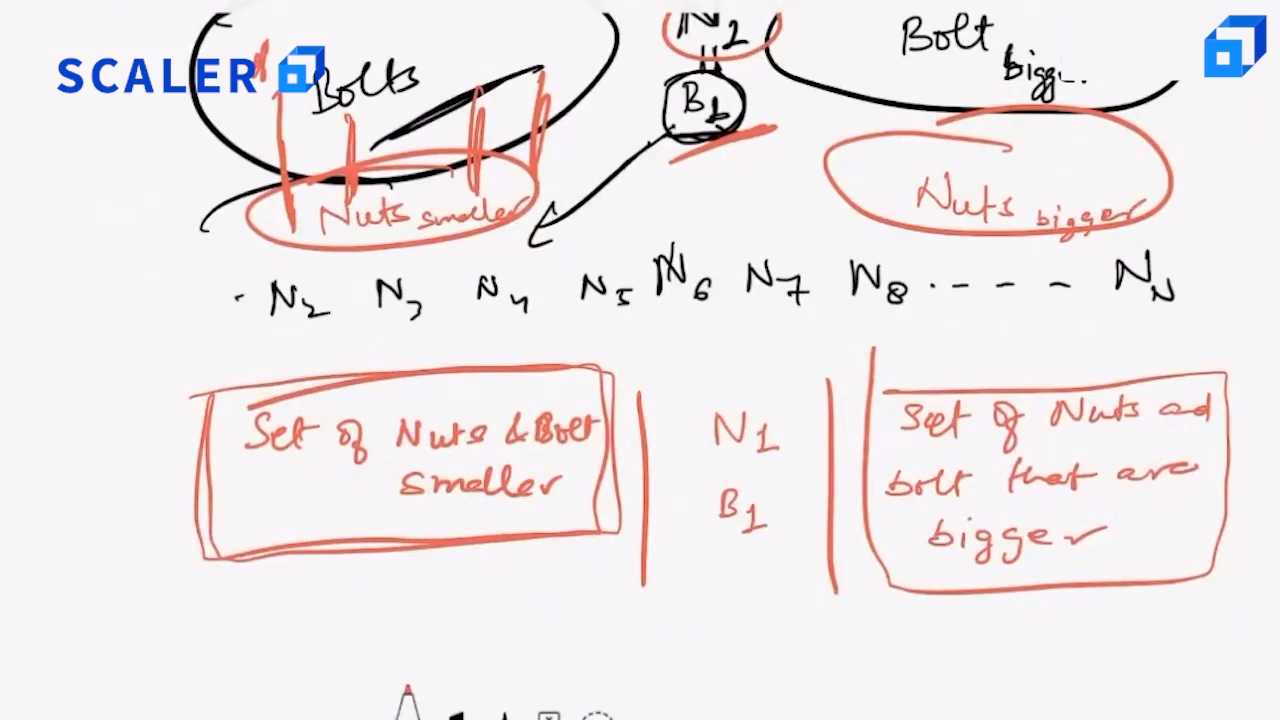 SCALER
N1
Bolt
Bolts
B1
Nuts smaller
Nuts bigger
N2 N3 N4 N5 N6 N7 N8 . - - - - NN
Set of Nuts & Bolt
smaller
N1
B1
Set of Nuts and
bolt that are
bigger